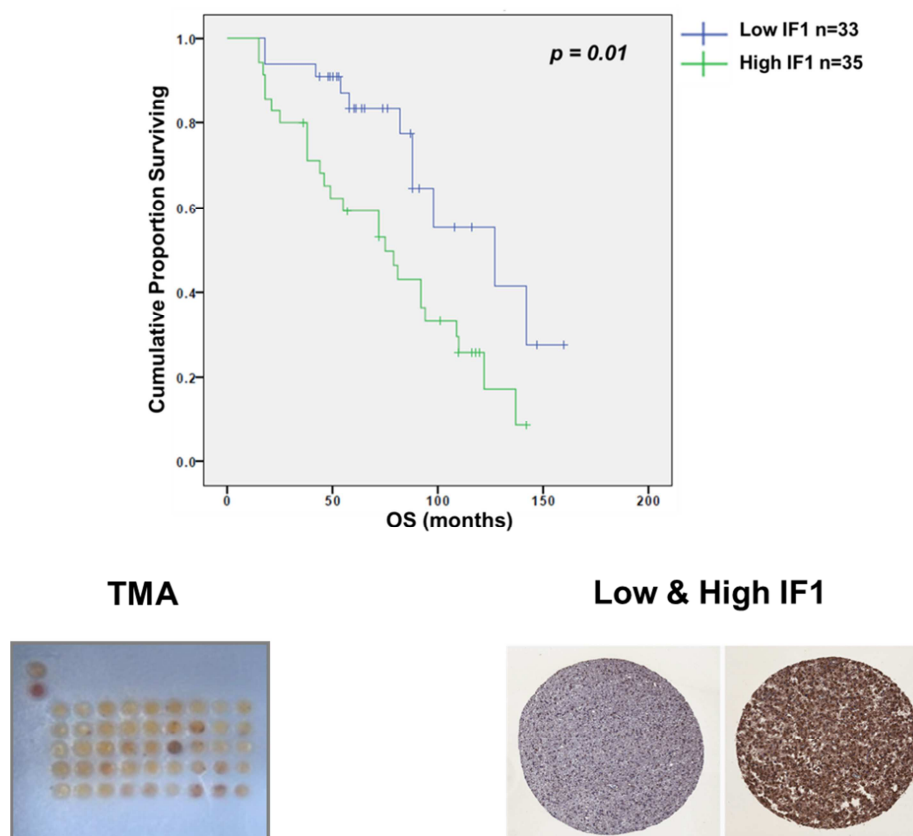 Low IF1 n=33
High IF1 n=35
p = 0.01
Cumulative Proportion Surviving
1.0
0.8
0.6
0.4
0.2
0.0
0 50 100 150 200
OS (months)
TMA
Low & High IF1